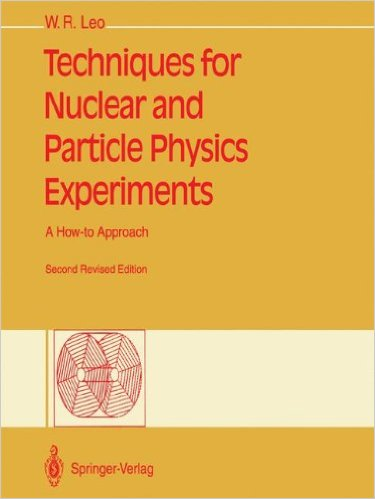 W. R. Leo
Techniques for
Nuclear and
Particle Physics
Experiments
A How-to Approach
Second Revised Edition
Springer-Verlag